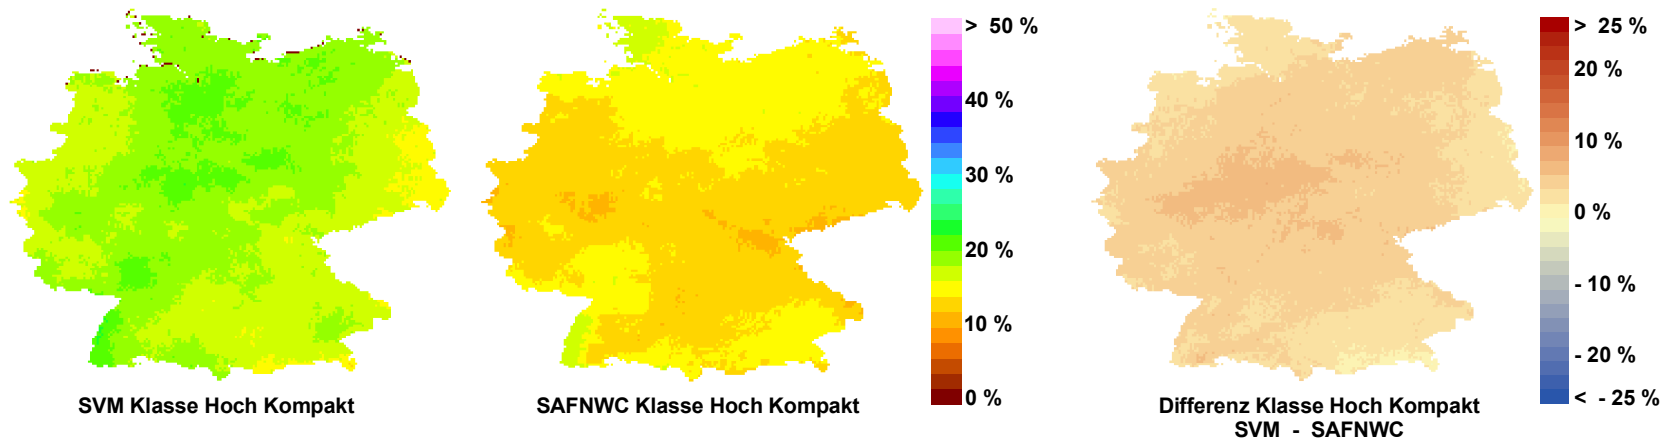 > 50 %
40 %
30 %
20 %
10 %
0 %
> 25 %
20 %
10 %
0 %
- 10 %
- 20 %
< - 25 %
SVM Klasse Hoch Kompakt
SAFNWC Klasse Hoch Kompakt
Differenz Klasse Hoch Kompakt
SVM - SAFNWC